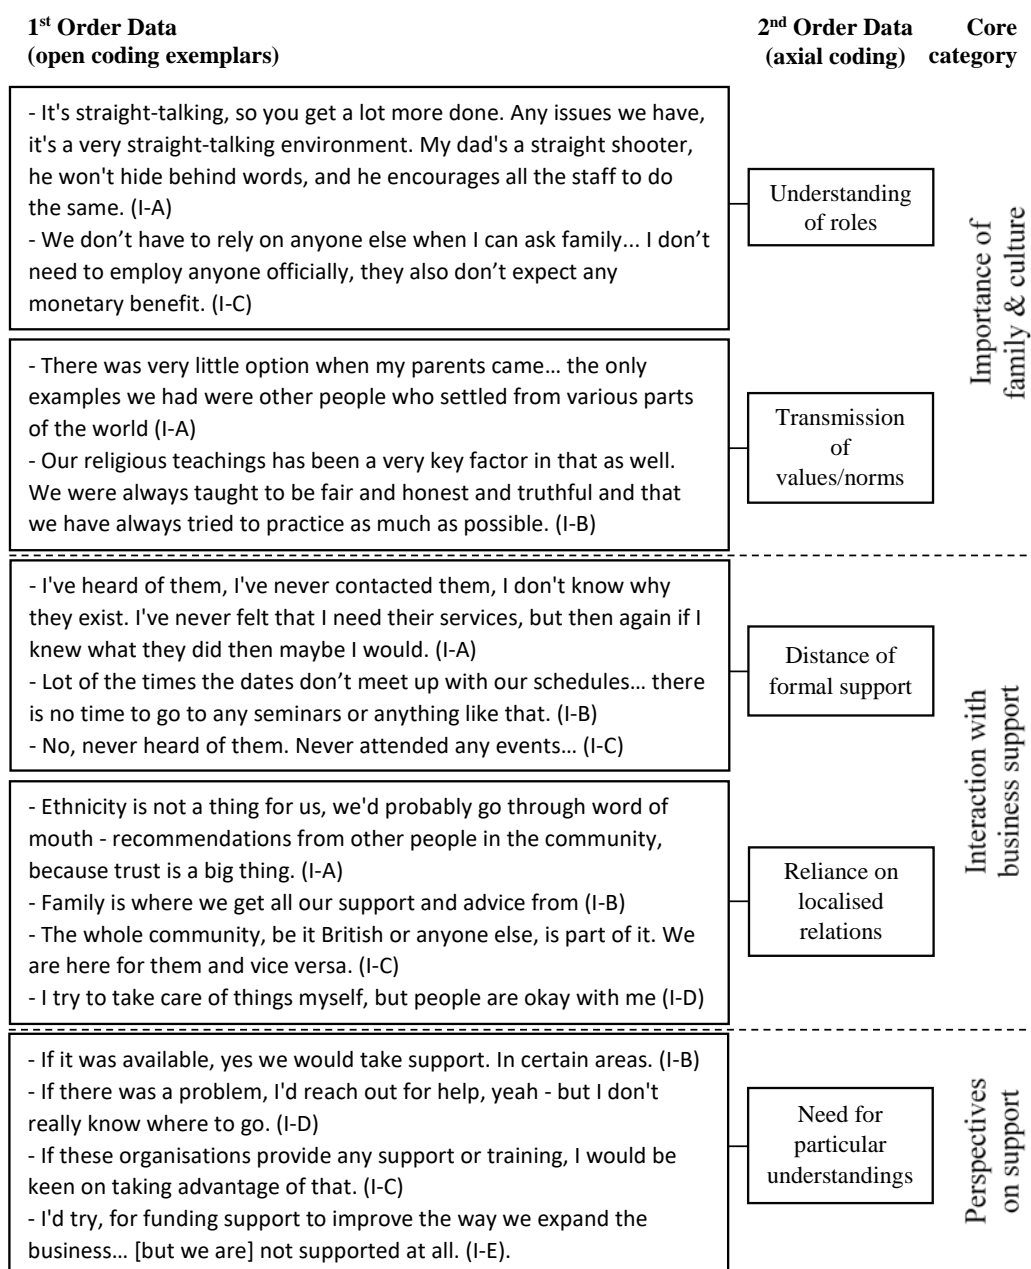 1st Order Data
(open coding exemplars)
2nd Order Data
(axial coding)
Core
category
- It's straight-talking, so you get a lot more done. Any issues we have,
it's a very straight-talking environment. My dad's a straight shooter,
he won't hide behind words, and he encourages all the staff to do
the same. (I-A)
- We don’t have to rely on anyone else when I can ask family... I don’t
need to employ anyone officially, they also don’t expect any
monetary benefit. (I-C)
Understanding
of roles
- There was very little option when my parents came… the only
examples we had were other people who settled from various parts
of the world (I-A)
- Our religious teachings has been a very key factor in that as well.
We were always taught to be fair and honest and truthful and that
we have always tried to practice as much as possible. (I-B)
Transmission
of
values/norms
Importance of
family & culture
- I've heard of them, I've never contacted them, I don't know why
they exist. I've never felt that I need their services, but then again if I
knew what they did then maybe I would. (I-A)
- Lot of the times the dates don’t meet up with our schedules… there
is no time to go to any seminars or anything like that. (I-B)
- No, never heard of them. Never attended any events… (I-C)
Distance of
formal support
- Ethnicity is not a thing for us, we'd probably go through word of
mouth - recommendations from other people in the community,
because trust is a big thing. (I-A)
- Family is where we get all our support and advice from (I-B)
- The whole community, be it British or anyone else, is part of it. We
are here for them and vice versa. (I-C)
- I try to take care of things myself, but people are okay with me (I-D)
Reliance on
localised
relations
Interaction with
business support
- If it was available, yes we would take support. In certain areas. (I-B)
- If there was a problem, I'd reach out for help, yeah - but I don't
really know where to go. (I-D)
- If these organisations provide any support or training, I would be
keen on taking advantage of that. (I-C)
- I'd try, for funding support to improve the way we expand the
business… [but we are] not supported at all. (I-E).
Need for
particular
understandings
Perspectives
on support